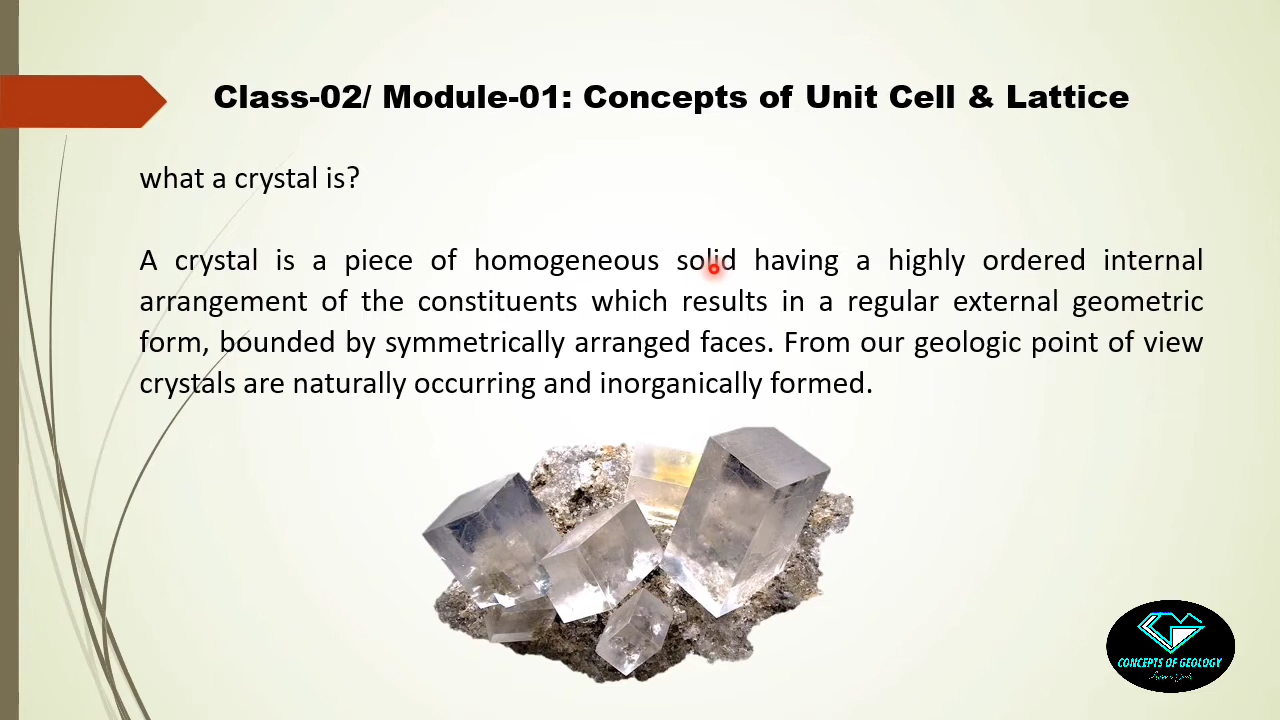 Class-02/ Module-01: Concepts of Unit Cell & Lattice
what a crystal is?
A crystal is a piece of homogeneous solid having a highly ordered internal
arrangement of the constituents which results in a regular external geometric
form, bounded by symmetrically arranged faces. From our geologic point of view
crystals are naturally occurring and inorganically formed.
CONCEPTS OF GEOLOGY